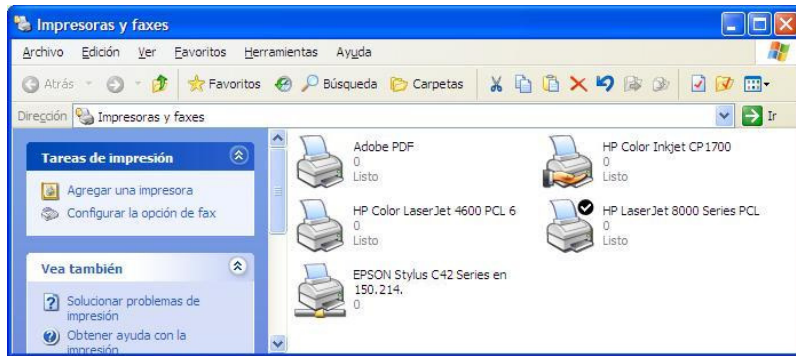 Impresoras y faxes
Archivo Edición Ver Favoritos Herramientas Ayuda
Atrás Favoritos Búsqueda Carpetas
Dirección Impresoras y faxes Ir
Tareas de impresión
Agregar una impresora
Configurar la opción de fax
Vea también
Solucionar problemas de
impresión
Obtener ayuda con la
impresión
Adobe PDF
0
Listo
HP Color Inkjet CP1700
0
Listo
HP Color LaserJet 4600 PCL 6
0
Listo
HP LaserJet 8000 Series PCL
0
Listo
EPSON Stylus C42 Series en
150.214.
0